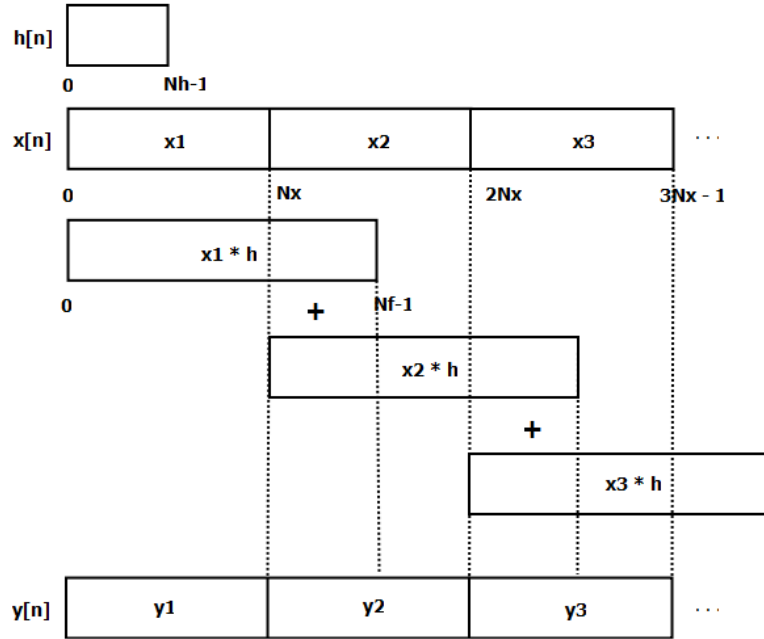 h[n]
0 Nh-1
x[n] x1 x2 x3 ...
0 Nx 2Nx 3Nx - 1
x1 * h
0 Nf-1
+
x2 * h
+
x3 * h
y[n] y1 y2 y3 ...